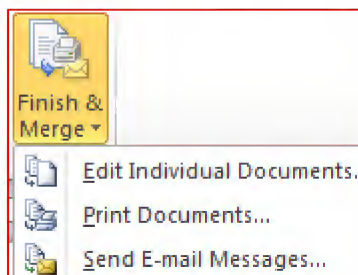 Finish &
Merge
Edit Individual Documents...
Print Documents...
Send E-mail Messages...